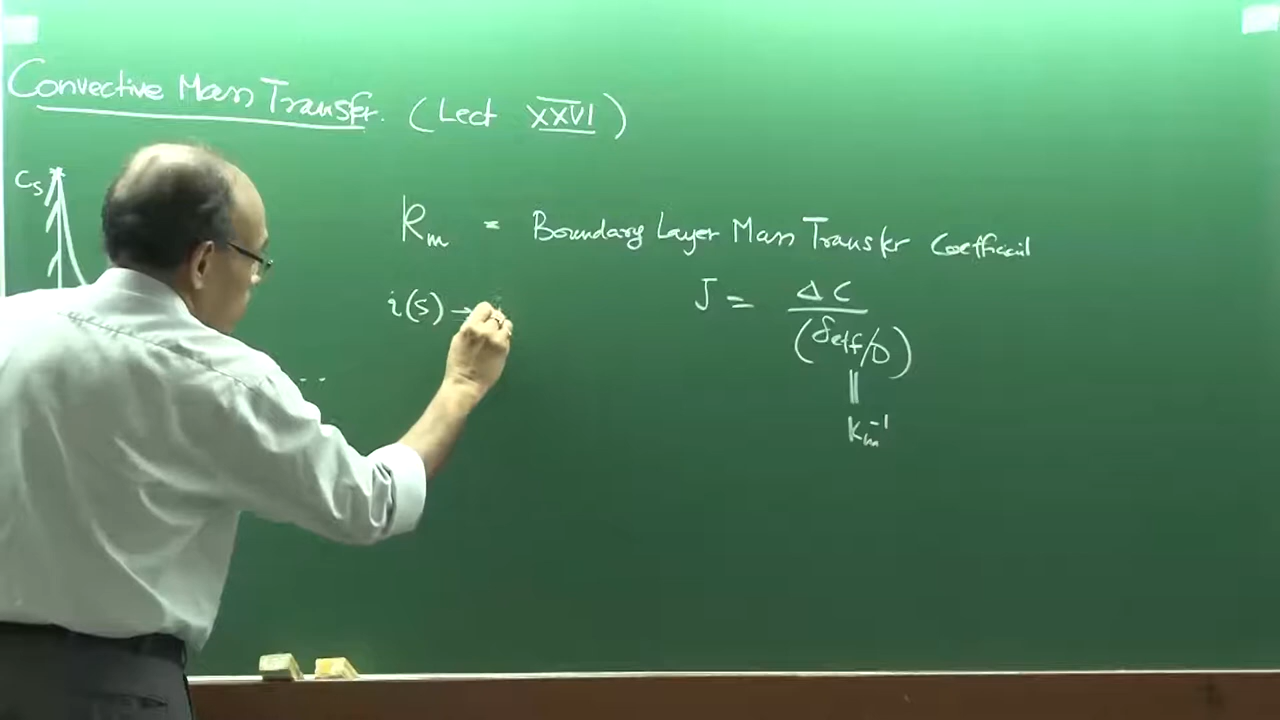 Convective Mass Transfer. (Lect XXVI)
Cs
km = Boundary Layer Mass Transfer Coefficient
i(s) →
J = ΔC / (δeff/D)
||
km⁻¹
...